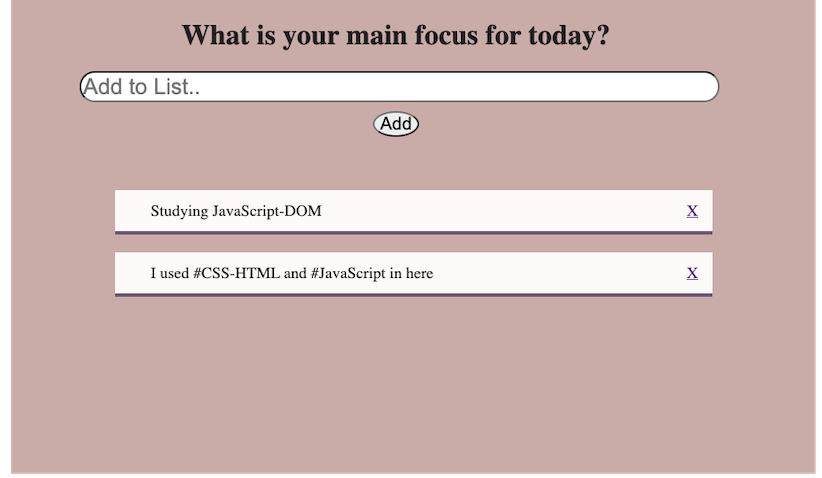 What is your main focus for today?
Add to List..
Add
Studying JavaScript-DOM X
I used #CSS-HTML and #JavaScript in here X